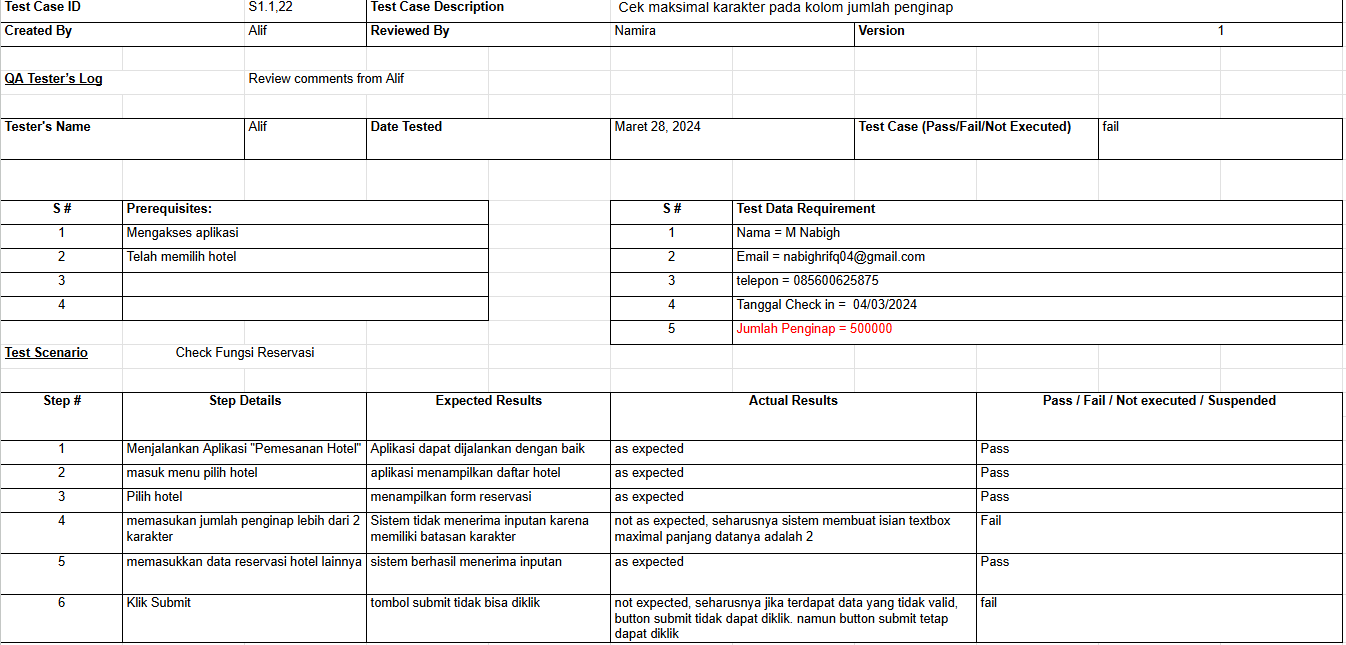 Test Case ID S1.1,22 Test Case Description Cek maksimal karakter pada kolom jumlah penginap
Created By Alif Reviewed By Namira Version 1
QA Tester's Log Review comments from Alif
Tester's Name Alif Date Tested Maret 28, 2024 Test Case (Pass/Fail/Not Executed) fail
S # Prerequisites: S # Test Data Requirement
1 Mengakses aplikasi 1 Nama = M Nabigh
2 Telah memilih hotel 2 Email = nabighrifq04@gmail.com
3 3 telepon = 085600625875
4 4 Tanggal Check in = 04/03/2024
5 Jumlah Penginap = 500000
Test Scenario Check Fungsi Reservasi
Step # Step Details Expected Results Actual Results Pass / Fail / Not executed / Suspended
1 Menjalankan Aplikasi "Pemesanan Hotel" Aplikasi dapat dijalankan dengan baik as expected Pass
2 masuk menu pilih hotel aplikasi menampilkan daftar hotel as expected Pass
3 Pilih hotel menampilkan form reservasi as expected Pass
4 memasukan jumlah penginap lebih dari 2 Sistem tidak menerima inputan karena not as expected, seharusnya sistem membuat isian textbox Fail
karakter memiliki batasan karakter maximal panjang datanya adalah 2
5 memasukkan data reservasi hotel lainnya sistem berhasil menerima inputan as expected Pass
6 Klik Submit tombol submit tidak bisa diklik not expected, seharusnya jika terdapat data yang tidak valid, fail
button submit tidak dapat diklik. namun button submit tetap
dapat diklik